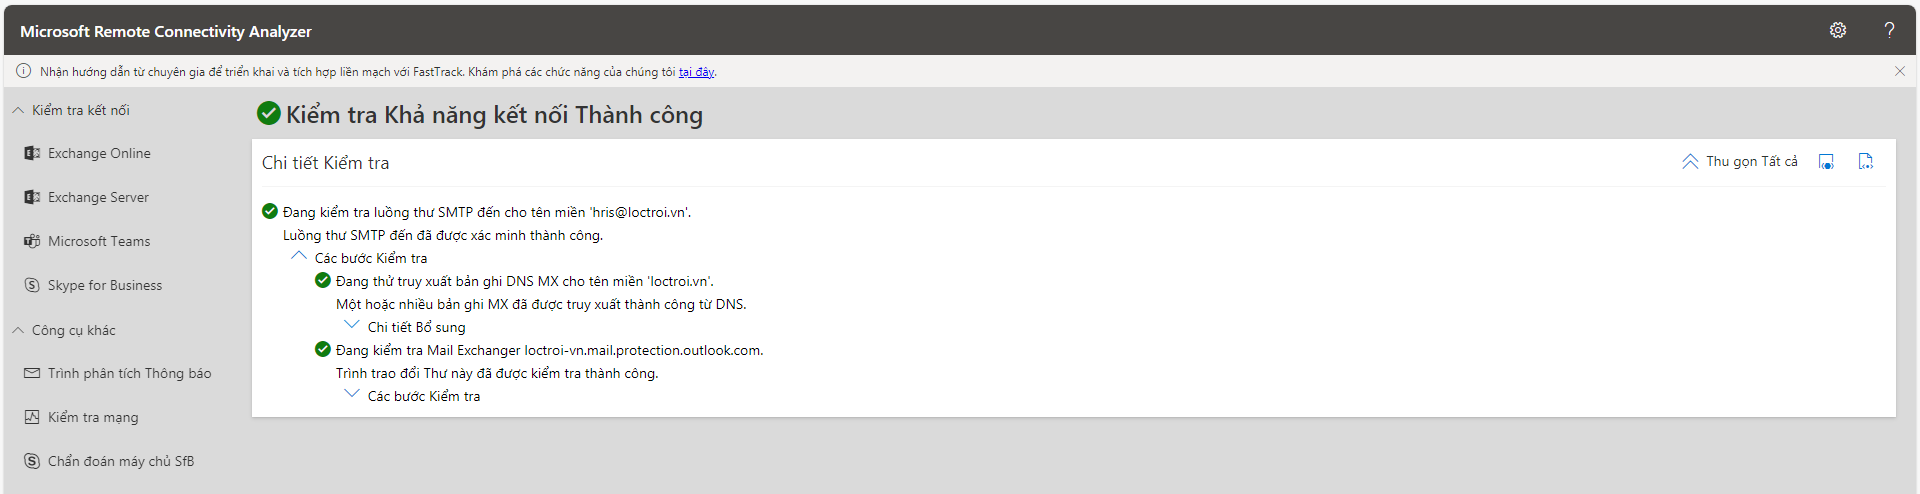 Microsoft Remote Connectivity Analyzer
?
Nhận hướng dẫn từ chuyên gia để triển khai và tích hợp liền mạch với FastTrack. Khám phá các chức năng của chúng tôi tại đây.
Kiểm tra kết nối
Exchange Online
Exchange Server
Microsoft Teams
Skype for Business
Công cụ khác
Trình phân tích Thông báo
Kiểm tra mạng
Chẩn đoán máy chủ SfB
Kiểm tra Khả năng kết nối Thành công
Chi tiết Kiểm tra
Thu gọn Tất cả
Đang kiểm tra luồng thư SMTP đến cho tên miền 'hris@loctroi.vn'.
Luồng thư SMTP đến đã được xác minh thành công.
Các bước Kiểm tra
Đang thử truy xuất bản ghi DNS MX cho tên miền 'loctroi.vn'.
Một hoặc nhiều bản ghi MX đã được truy xuất thành công từ DNS.
Chi tiết Bổ sung
Đang kiểm tra Mail Exchanger loctroi-vn.mail.protection.outlook.com.
Trình trao đổi Thư này đã được kiểm tra thành công.
Các bước Kiểm tra